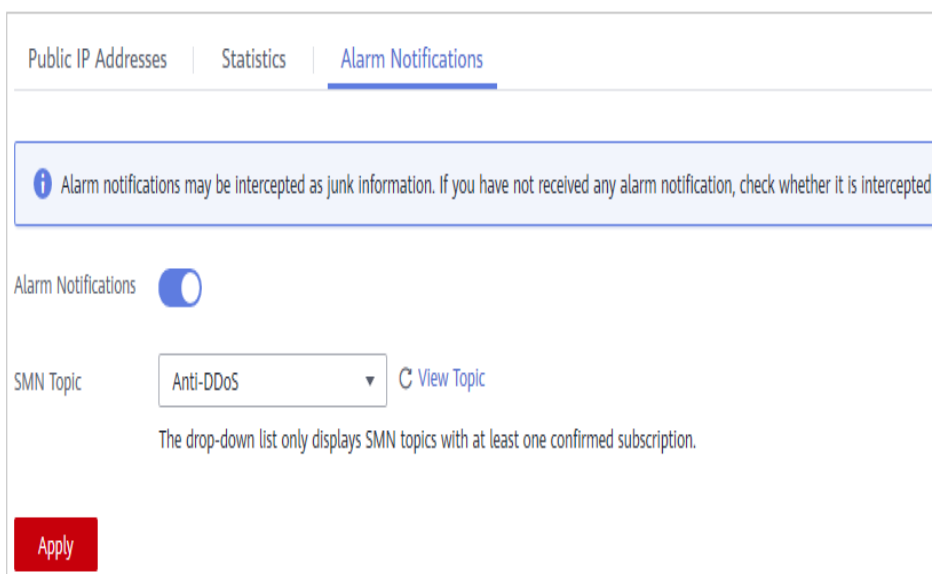 Public IP Addresses Statistics Alarm Notifications
Alarm notifications may be intercepted as junk information. If you have not received any alarm notification, check whether it is intercepted
Alarm Notifications
SMN Topic Anti-DDoS View Topic
The drop-down list only displays SMN topics with at least one confirmed subscription.
Apply